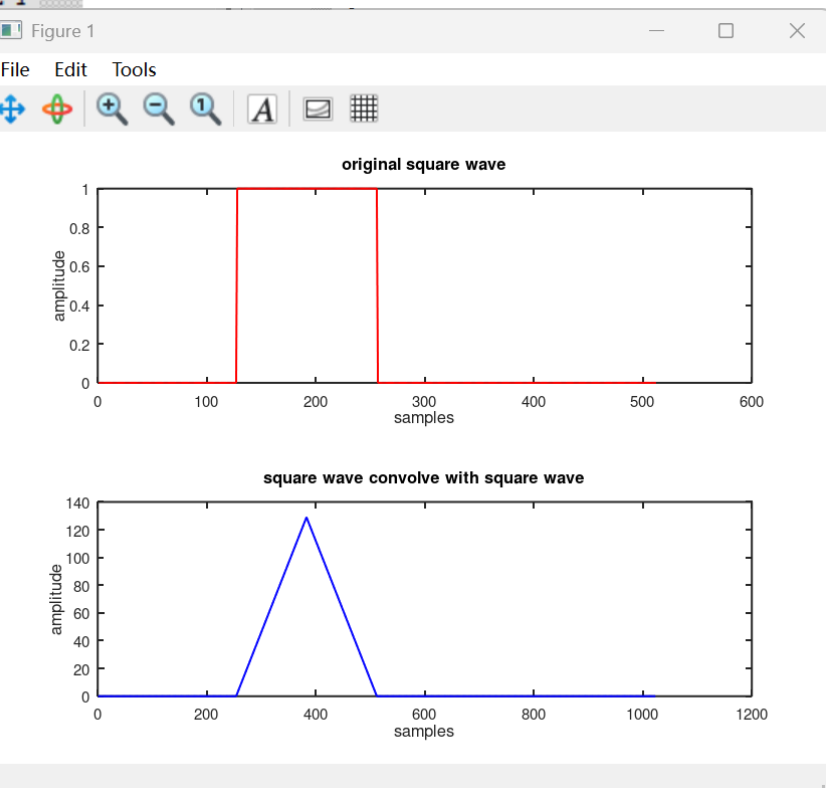 Figure 1
File Edit Tools
A
original square wave
1
0.8
0.6
0.4
0.2
0
amplitude
0 100 200 300 400 500 600
samples
square wave convolve with square wave
140
120
100
80
60
40
20
0
amplitude
0 200 400 600 800 1000 1200
samples